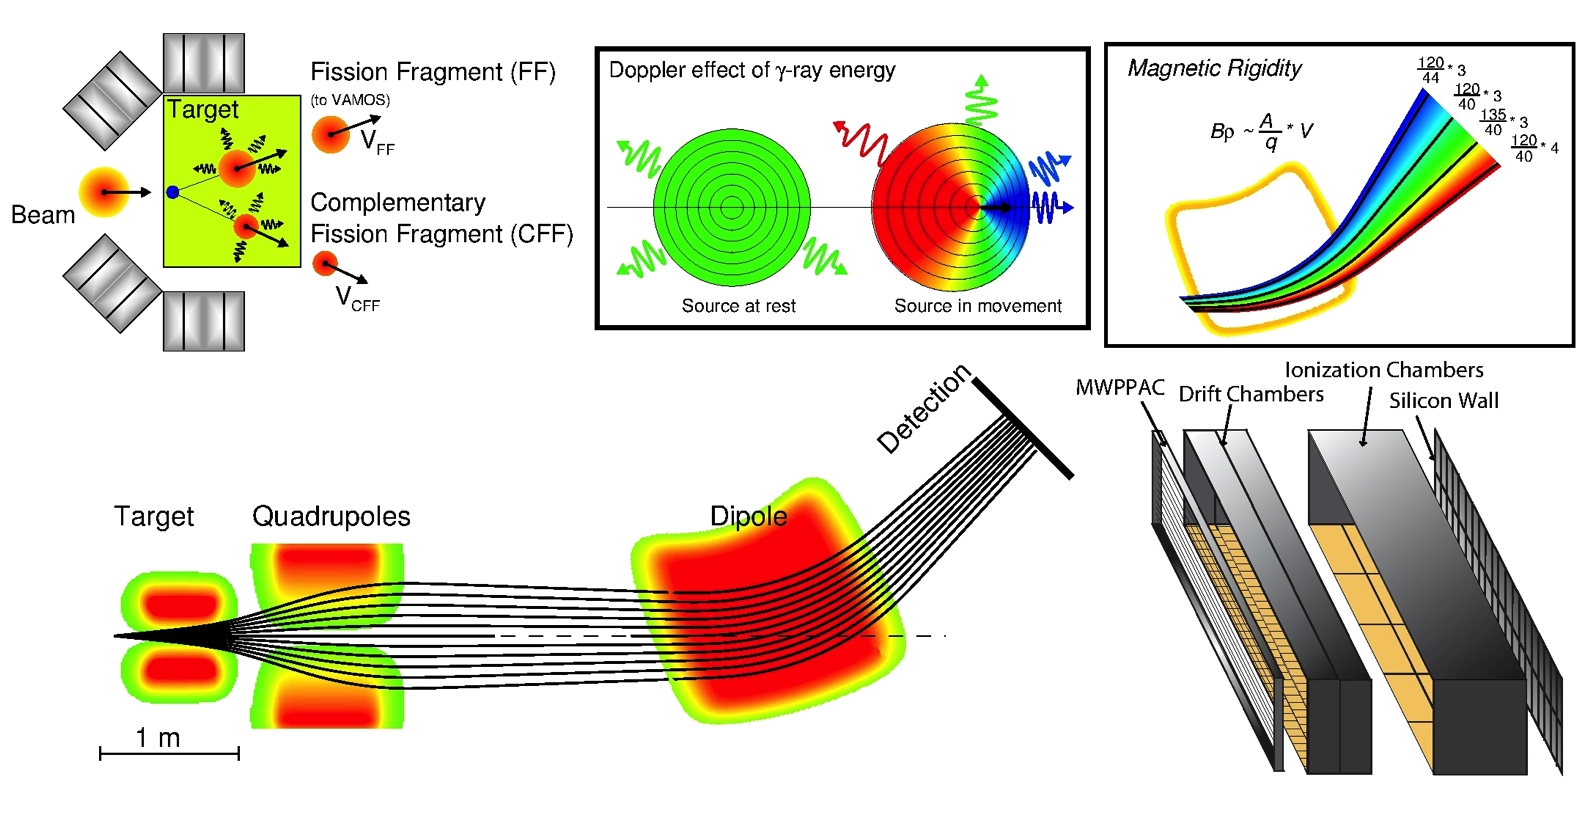 Target
Beam
Fission Fragment (FF)
(to VAMOS)
V_FF
Complementary
Fission Fragment (CFF)
V_CFF
Doppler effect of γ-ray energy
Source at rest
Source in movement
Magnetic Rigidity
Bρ ~ A/q * V
120/44 * 3
120/40 * 3
135/40 * 3
120/40 * 4
Target
Quadrupoles
Dipole
Detection
1 m
MWPPAC
Drift Chambers
Ionization Chambers
Silicon Wall